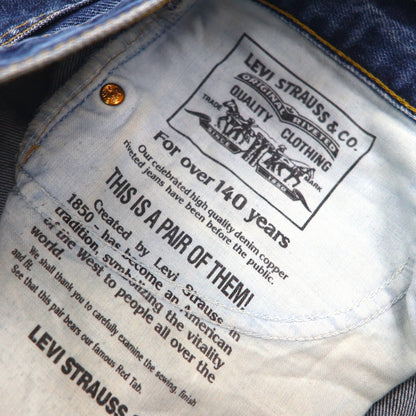 LEVI STRAUSS & CO.
ORIGINAL RIVETED
QUALITY CLOTHING
TRADE MARK
For over 140 years
Our celebrated high quality denim copper
riveted jeans have been before the public.
THIS IS A PAIR OF THEM!
Created by Levi Strauss in
1850 - has become an American
tradition, symbolizing the vitality
of the West to people all over the
world.
We shall thank you to carefully examine the sewing, finish
and fit.
See that this pair bears our famous Red Tab.
LEVI STRAUSS &